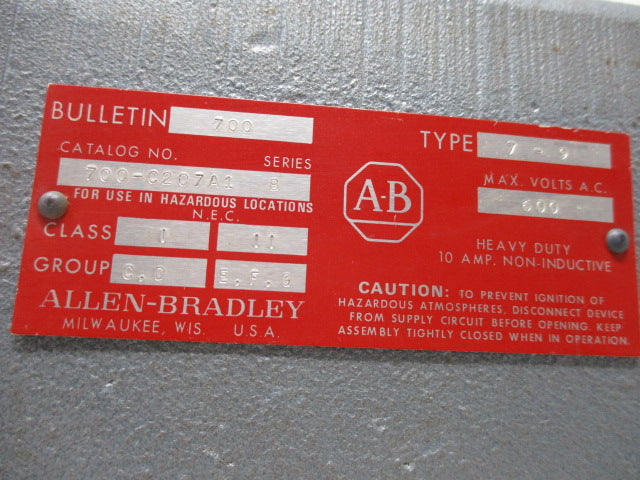 BULLETIN 700
CATALOG NO. SERIES
700-C207A1 B
FOR USE IN HAZARDOUS LOCATIONS
N.E.C.
CLASS I II
GROUP C,D E,F,G
ALLEN-BRADLEY
MILWAUKEE, WIS. U.S.A.
A-B
TYPE 7-9
MAX. VOLTS A.C.
600
HEAVY DUTY
10 AMP. NON-INDUCTIVE
CAUTION: TO PREVENT IGNITION OF
HAZARDOUS ATMOSPHERES, DISCONNECT DEVICE
FROM SUPPLY CIRCUIT BEFORE OPENING. KEEP
ASSEMBLY TIGHTLY CLOSED WHEN IN OPERATION.